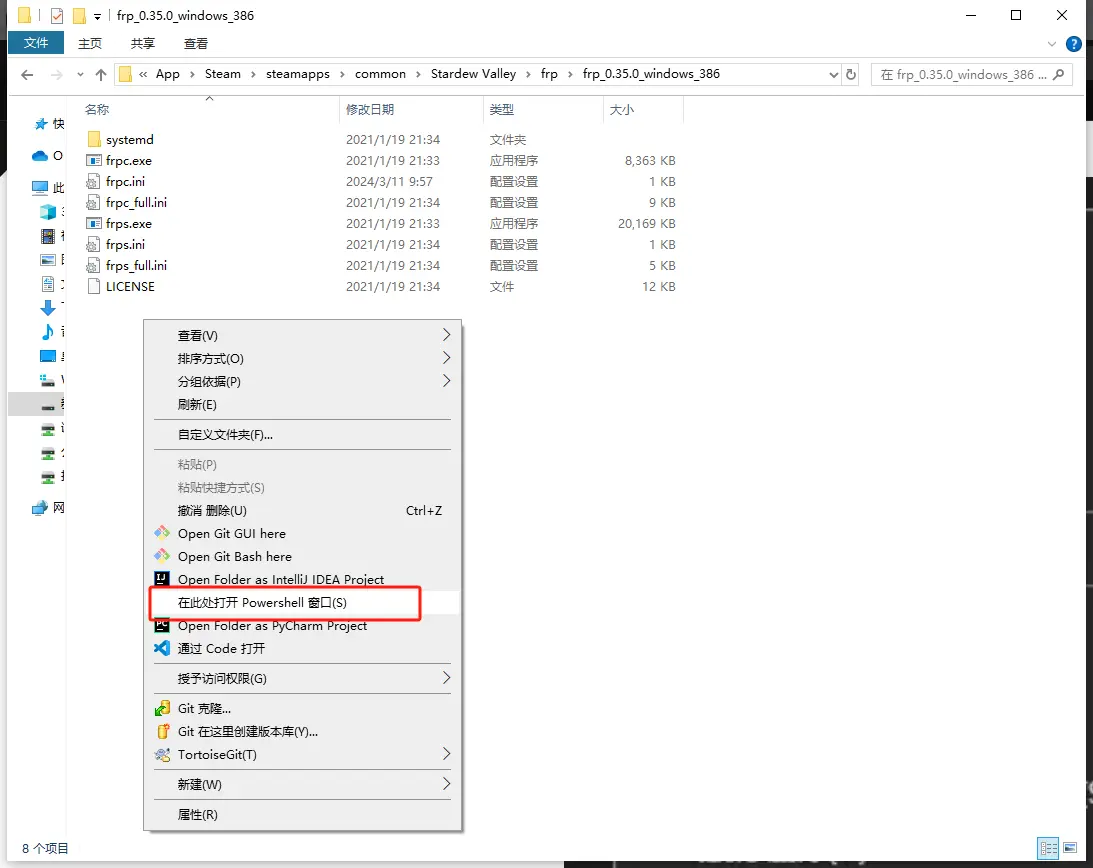 frp_0.35.0_windows_386
文件 主页 共享 查看
« App › Steam › steamapps › common › Stardew Valley › frp › frp_0.35.0_windows_386 在 frp_0.35.0_windows_386 ...
名称 修改日期 类型 大小
快
systemd 2021/1/19 21:34 文件夹
O
frpc.exe 2021/1/19 21:33 应用程序 8,363 KB
frpc.ini 2024/3/11 9:57 配置设置 1 KB
此
frpc_full.ini 2021/1/19 21:34 配置设置 9 KB
frps.exe 2021/1/19 21:33 应用程序 20,169 KB
frps.ini 2021/1/19 21:34 配置设置 1 KB
frps_full.ini 2021/1/19 21:34 配置设置 5 KB
LICENSE 2021/1/19 21:34 文件 12 KB
网
查看(V)
排序方式(O)
分组依据(P)
刷新(E)
自定义文件夹(F)...
粘贴(P)
粘贴快捷方式(S)
撤消 删除(U) Ctrl+Z
Open Git GUI here
Open Git Bash here
Open Folder as IntelliJ IDEA Project
在此处打开 Powershell 窗口(S)
Open Folder as PyCharm Project
通过 Code 打开
授予访问权限(G)
Git 克隆...
Git 在这里创建版本库(Y)...
TortoiseGit(T)
新建(W)
属性(R)
8 个项目